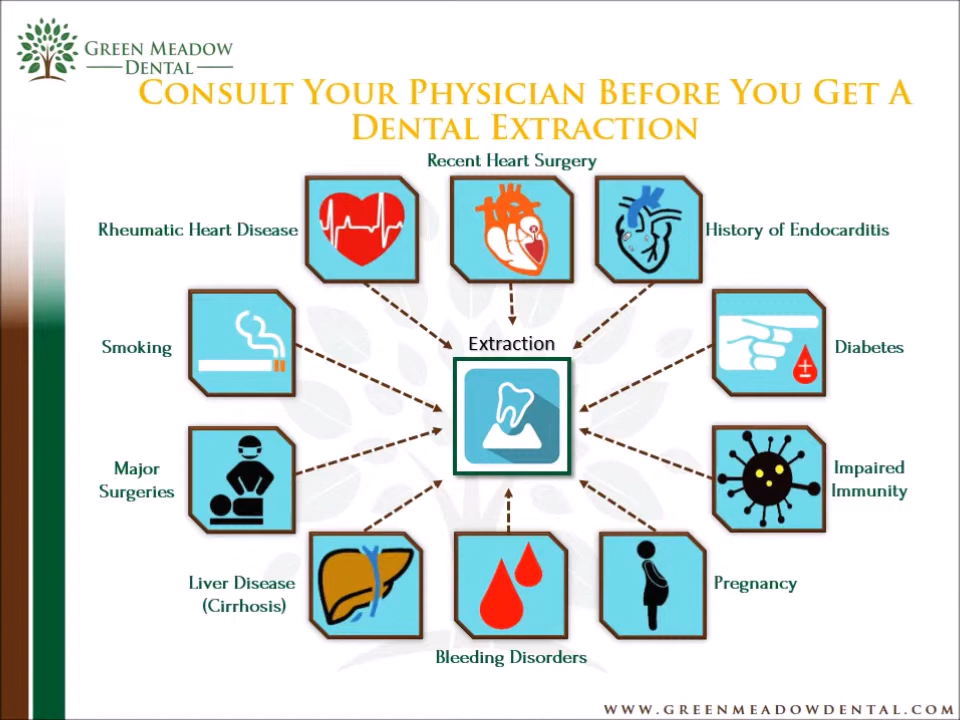 Green Meadow
Dental
Consult Your Physician Before You Get A
Dental Extraction
Recent Heart Surgery
Rheumatic Heart Disease
History of Endocarditis
Extraction
Smoking
Diabetes
±
Major
Surgeries
Impaired
Immunity
Liver Disease
(Cirrhosis)
Pregnancy
Bleeding Disorders
WWW.GREENMEADOWDENTAL.COM